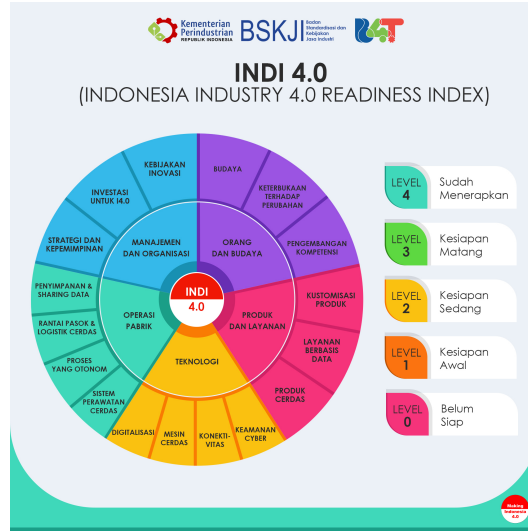 Kementerian
Perindustrian
REPUBLIK INDONESIA
BSKJI
Badan
Standardisasi dan
Kebijakan
Jasa Industri
INDI 4.0
(INDONESIA INDUSTRY 4.0 READINESS INDEX)
KEBIJAKAN
INOVASI
BUDAYA
INVESTASI
UNTUK I4.0
KETERBUKAAN
TERHADAP
PERUBAHAN
STRATEGI DAN
KEPEMIMPINAN
MANAJEMEN
DAN ORGANISASI
ORANG
DAN BUDAYA
PENGEMBANGAN
KOMPETENSI
PENYIMPANAN &
SHARING DATA
INDI
4.0
KUSTOMISASI
PRODUK
OPERASI
PABRIK
PRODUK
DAN LAYANAN
RANTAI PASOK &
LOGISTIK CERDAS
LAYANAN
BERBASIS
DATA
PROSES
YANG OTONOM
TEKNOLOGI
SISTEM
PERAWATAN
CERDAS
PRODUK
CERDAS
DIGITALISASI
MESIN
CERDAS
KONEKTI-
VITAS
KEAMANAN
CYBER
LEVEL
4
Sudah
Menerapkan
LEVEL
3
Kesiapan
Matang
LEVEL
2
Kesiapan
Sedang
LEVEL
1
Kesiapan
Awal
LEVEL
0
Belum
Siap
Making
Indonesia
4.0